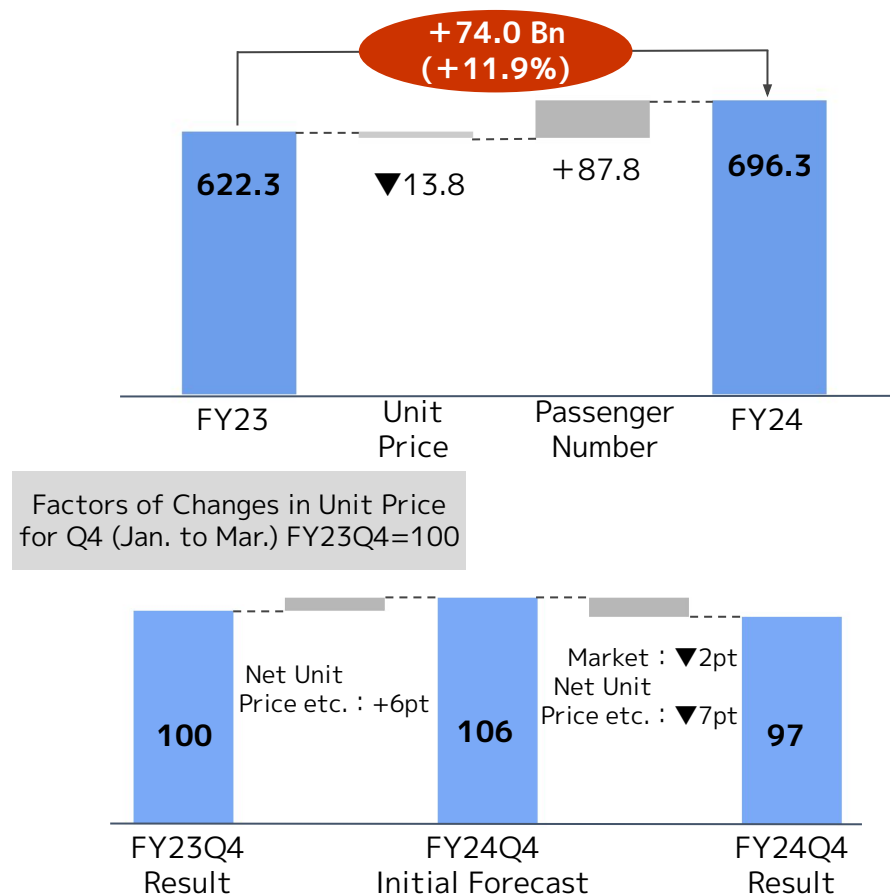 +74.0 Bn
(+11.9%)
622.3
▼13.8
+87.8
696.3
FY23
Unit
Price
Passenger
Number
FY24
Factors of Changes in Unit Price
for Q4 (Jan. to Mar.) FY23Q4=100
Net Unit
Price etc.：+6pt
Market：▼2pt
Net Unit
Price etc.：▼7pt
100
106
97
FY23Q4
Result
FY24Q4
Initial Forecast
FY24Q4
Result